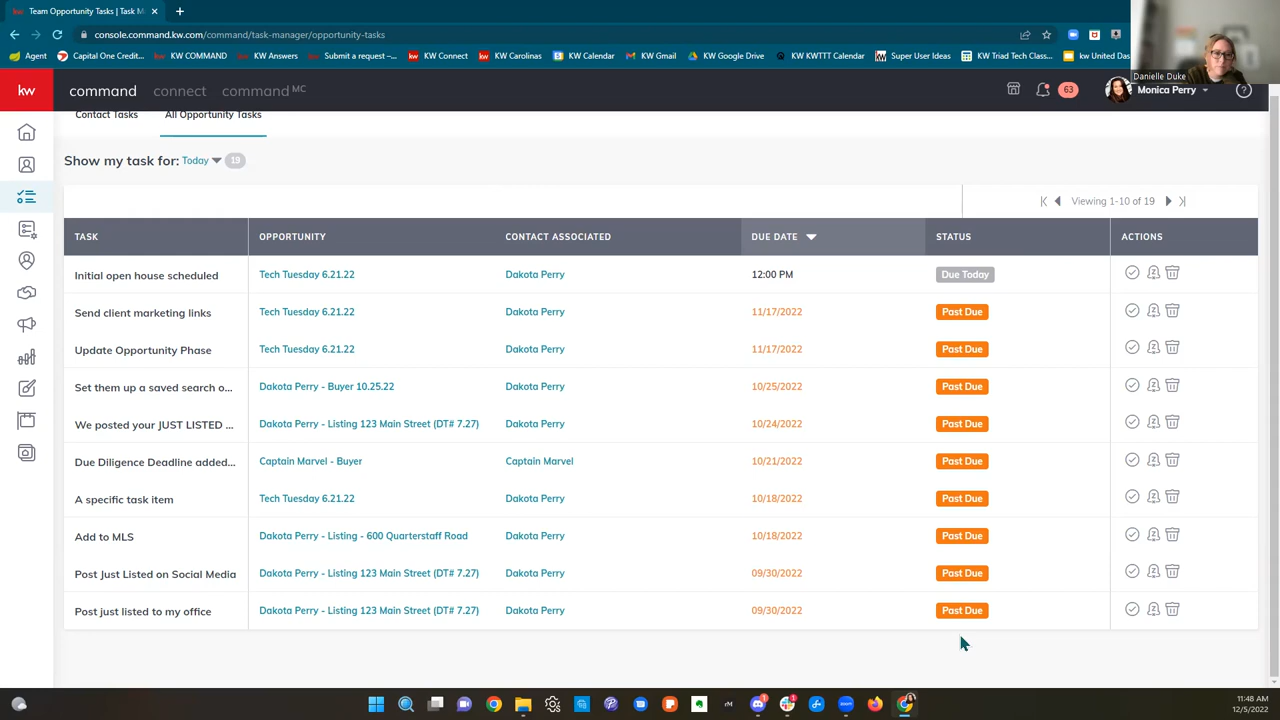 Team Opportunity Tasks | Task M
console.command.kw.com/command/task-manager/opportunity-tasks
Agent Capital One Credit... KW COMMAND KW Answers Submit a request –... KW Connect KW Carolinas KW Calendar KW Gmail KW Google Drive KW KWTTT Calendar Super User Ideas KW Triad Tech Class... kw United Das
Danielle Duke
kw command connect command MC 63 Monica Perry
Contact Tasks All Opportunity Tasks
Show my task for: Today 19
Viewing 1-10 of 19
TASK OPPORTUNITY CONTACT ASSOCIATED DUE DATE STATUS ACTIONS
Initial open house scheduled Tech Tuesday 6.21.22 Dakota Perry 12:00 PM Due Today
Send client marketing links Tech Tuesday 6.21.22 Dakota Perry 11/17/2022 Past Due
Update Opportunity Phase Tech Tuesday 6.21.22 Dakota Perry 11/17/2022 Past Due
Set them up a saved search o... Dakota Perry - Buyer 10.25.22 Dakota Perry 10/25/2022 Past Due
We posted your JUST LISTED ... Dakota Perry - Listing 123 Main Street (DT# 7.27) Dakota Perry 10/24/2022 Past Due
Due Diligence Deadline added... Captain Marvel - Buyer Captain Marvel 10/21/2022 Past Due
A specific task item Tech Tuesday 6.21.22 Dakota Perry 10/18/2022 Past Due
Add to MLS Dakota Perry - Listing - 600 Quarterstaff Road Dakota Perry 10/18/2022 Past Due
Post Just Listed on Social Media Dakota Perry - Listing 123 Main Street (DT# 7.27) Dakota Perry 09/30/2022 Past Due
Post just listed to my office Dakota Perry - Listing 123 Main Street (DT# 7.27) Dakota Perry 09/30/2022 Past Due
11:48 AM
12/5/2022